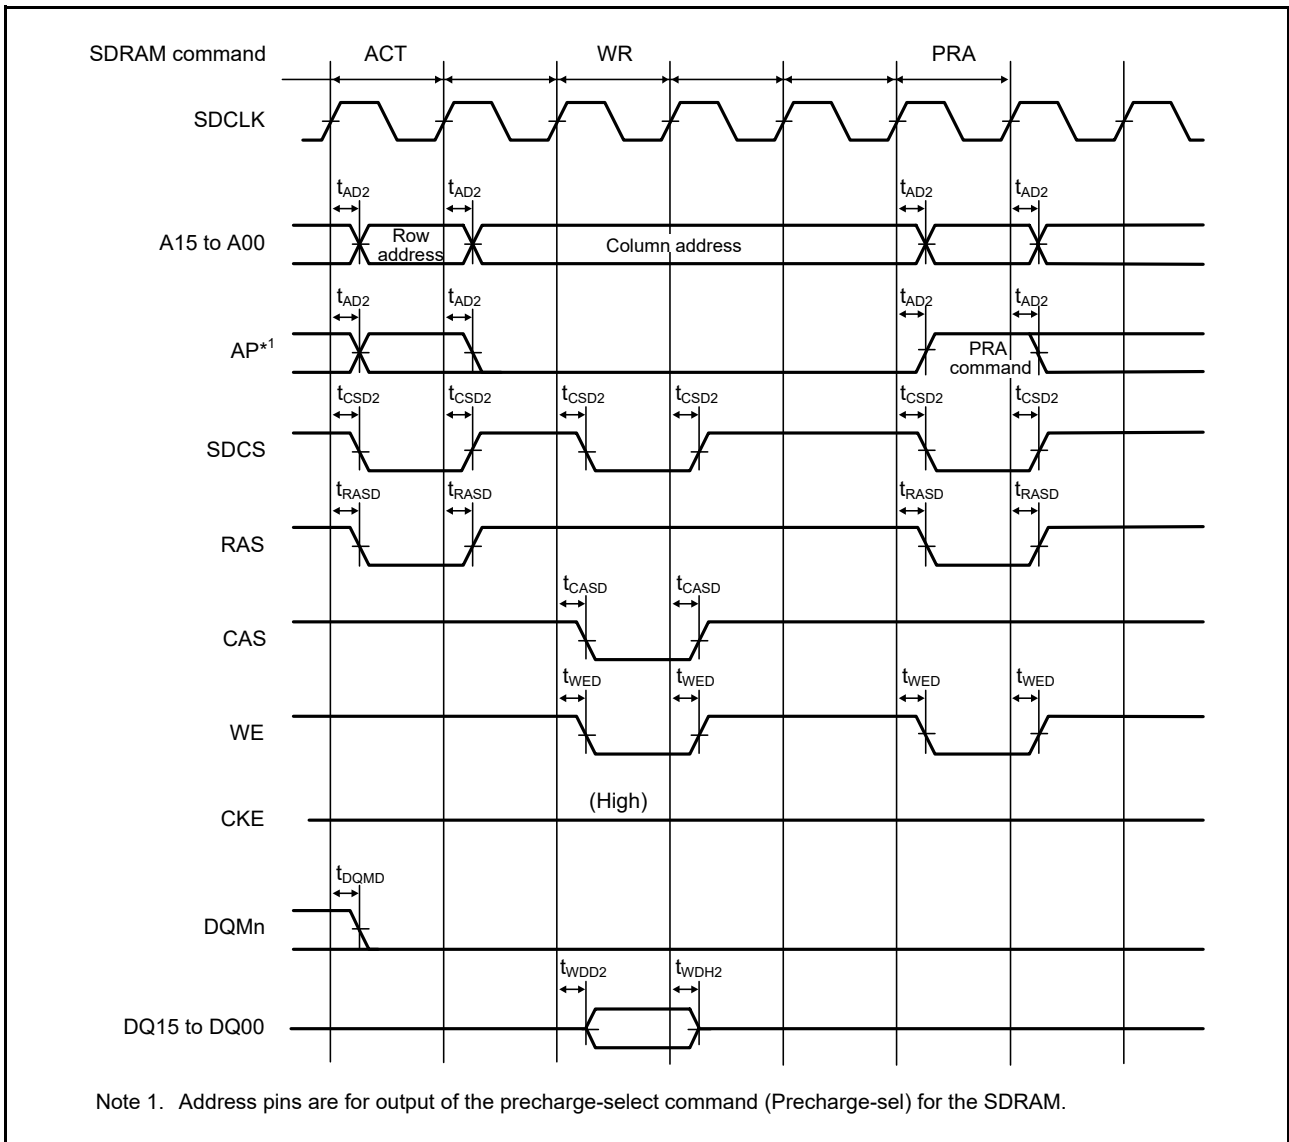 SDRAM command ACT WR PRA
SDCLK
tAD2 tAD2 tAD2 tAD2
A15 to A00 Row address Column address
tAD2 tAD2 tAD2 tAD2
AP*1 PRA command
tCSD2 tCSD2 tCSD2 tCSD2 tCSD2 tCSD2
SDCS
tRASD tRASD tRASD tRASD
RAS
tCASD tCASD
CAS
tWED tWED tWED tWED
WE
(High)
CKE
tDQMD
DQMn
tWDD2 tWDH2
DQ15 to DQ00
Note 1. Address pins are for output of the precharge-select command (Precharge-sel) for the SDRAM.